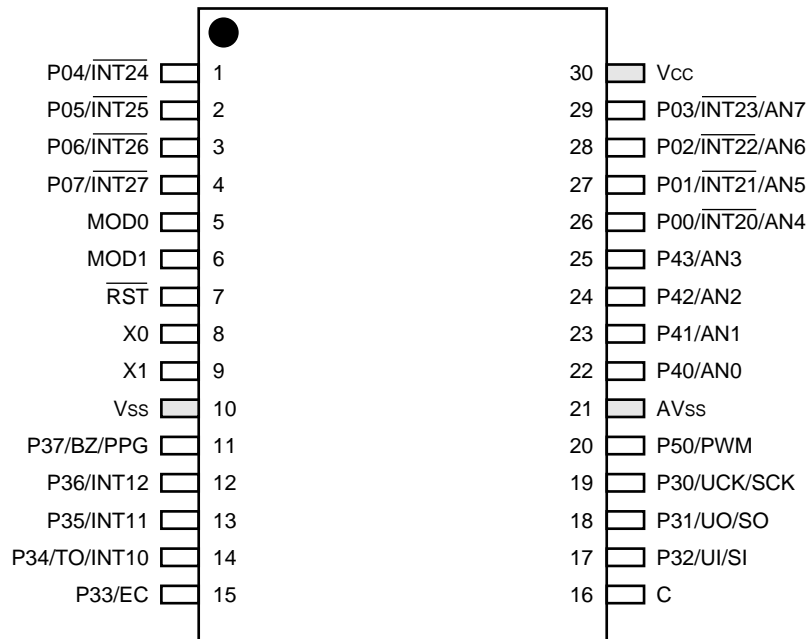 P04/INT24 1 30 Vcc
P05/INT25 2 29 P03/INT23/AN7
P06/INT26 3 28 P02/INT22/AN6
P07/INT27 4 27 P01/INT21/AN5
MOD0 5 26 P00/INT20/AN4
MOD1 6 25 P43/AN3
RST 7 24 P42/AN2
X0 8 23 P41/AN1
X1 9 22 P40/AN0
Vss 10 21 AVss
P37/BZ/PPG 11 20 P50/PWM
P36/INT12 12 19 P30/UCK/SCK
P35/INT11 13 18 P31/UO/SO
P34/TO/INT10 14 17 P32/UI/SI
P33/EC 15 16 C